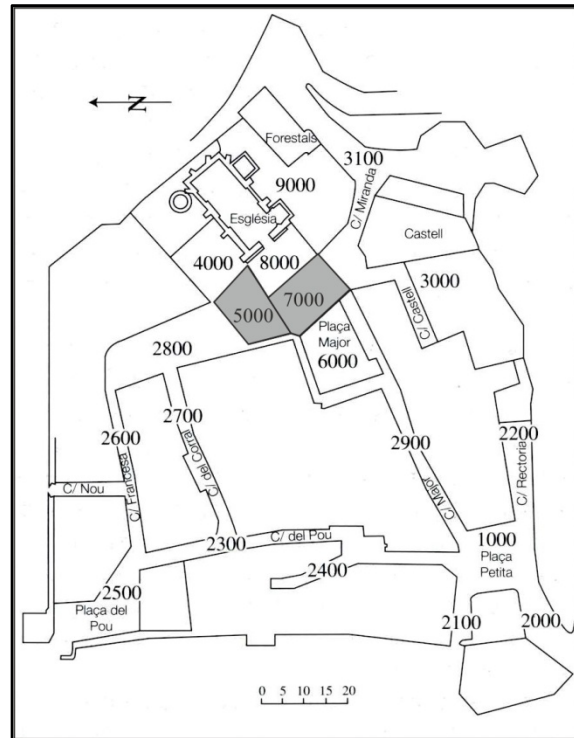 N
Forestals
3100
C/ Miranda
9000
Església
Castell
4000
8000
3000
C/ Castell
7000
5000
Plaça
Major
6000
2800
2700
C/ del Corral
2600
C/ Francesa
2900
C/ Major
2200
C/ Rectoria
C/ Nou
C/ del Pou
2300
1000
Plaça
Petita
2400
2500
Plaça del
Pou
2100
2000
0 5 10 15 20